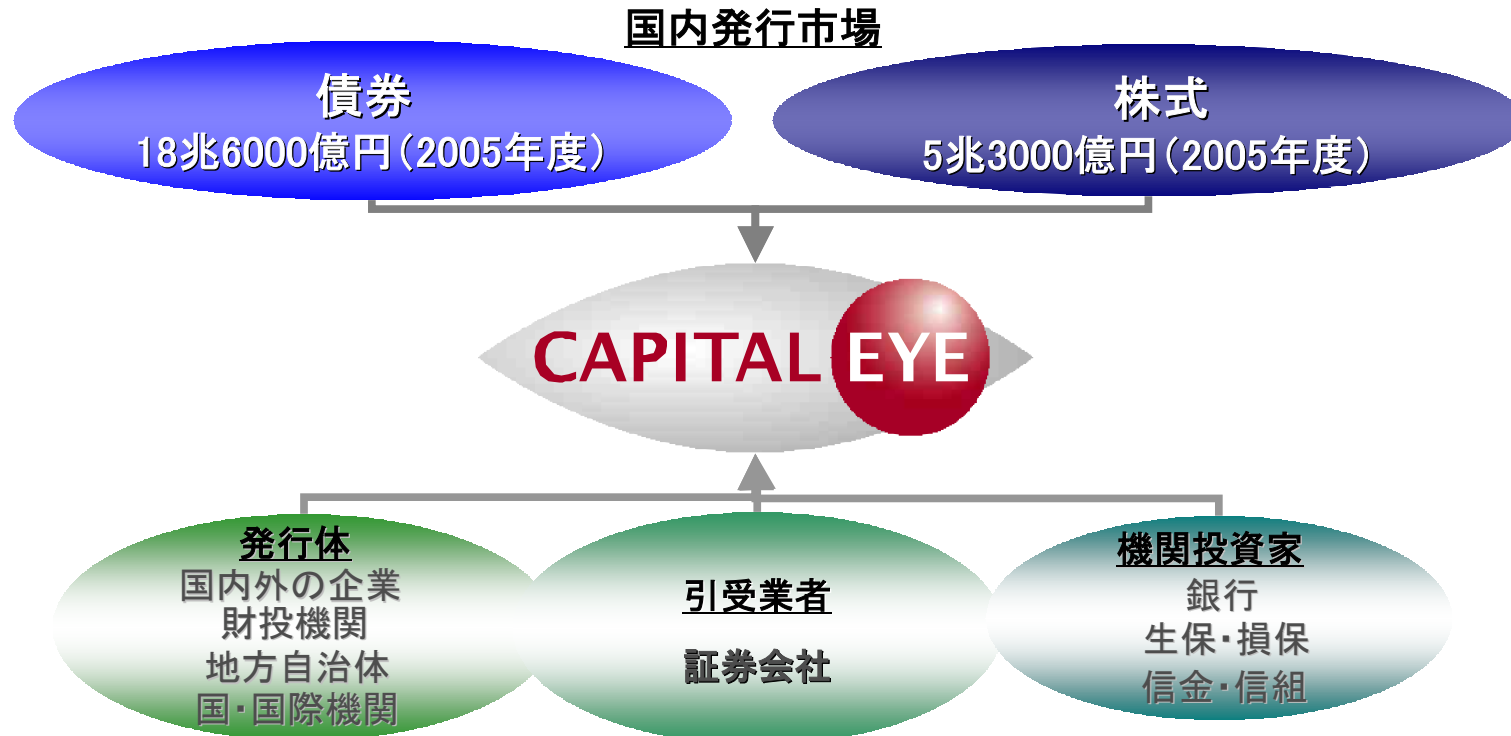 国内発行市場
債券
18兆6000億円(2005年度)
株式
5兆3000億円(2005年度)
CAPITAL EYE
発行体
国内外の企業
財投機関
地方自治体
国・国際機関
引受業者
証券会社
機関投資家
銀行
生保・損保
信金・信組